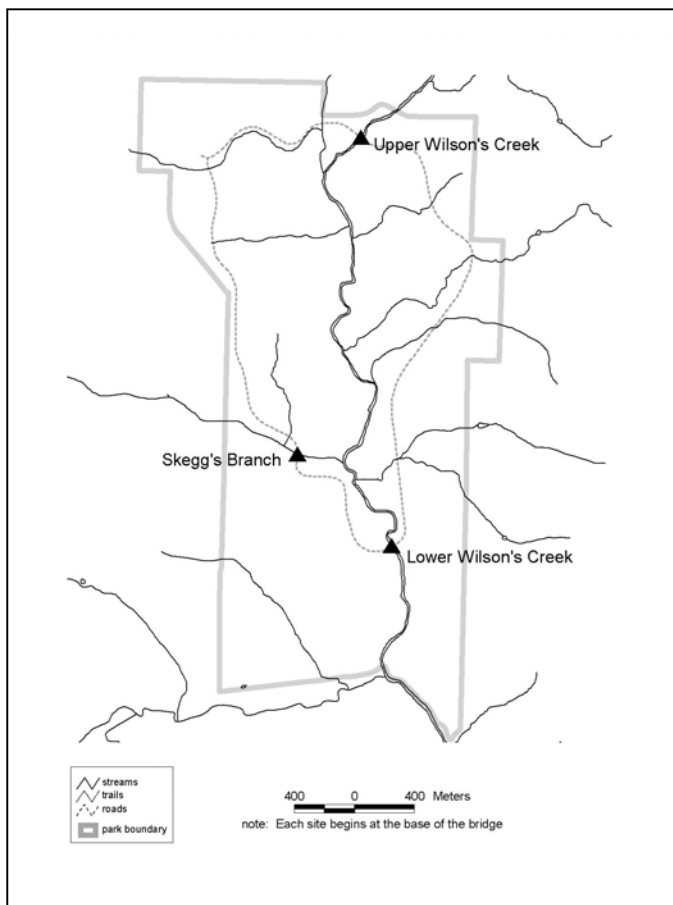 Upper Wilson's Creek
Skegg's Branch
Lower Wilson's Creek
streams
trails
roads
park boundary
400 0 400 Meters
note: Each site begins at the base of the bridge